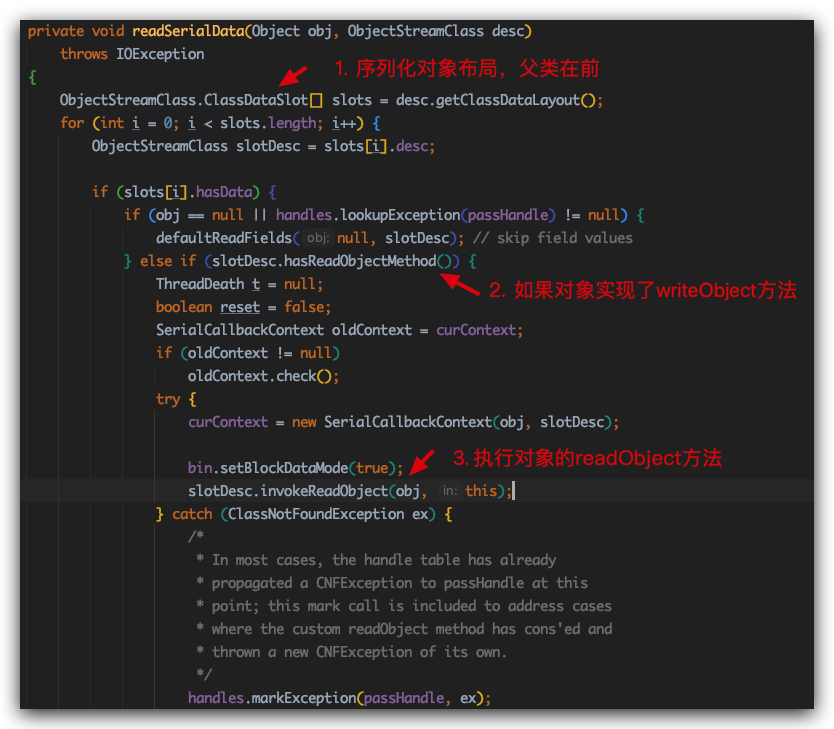 private void readSerialData(Object obj, ObjectStreamClass desc)
throws IOException
1. 序列化对象布局，父类在前
{
ObjectStreamClass.ClassDataSlot[] slots = desc.getClassDataLayout();
for (int i = 0; i < slots.length; i++) {
ObjectStreamClass slotDesc = slots[i].desc;
if (slots[i].hasData) {
if (obj == null || handles.lookupException(passHandle) != null) {
defaultReadFields( obj: null, slotDesc); // skip field values
} else if (slotDesc.hasReadObjectMethod()) {
ThreadDeath t = null;
2. 如果对象实现了writeObject方法
boolean reset = false;
SerialCallbackContext oldContext = curContext;
if (oldContext != null)
oldContext.check();
try {
curContext = new SerialCallbackContext(obj, slotDesc);
3. 执行对象的readObject方法
bin.setBlockDataMode(true);
slotDesc.invokeReadObject(obj, in: this);
} catch (ClassNotFoundException ex) {
/*
* In most cases, the handle table has already
* propagated a CNFException to passHandle at this
* point; this mark call is included to address cases
* where the custom readObject method has cons'ed and
* thrown a new CNFException of its own.
*/
handles.markException(passHandle, ex);